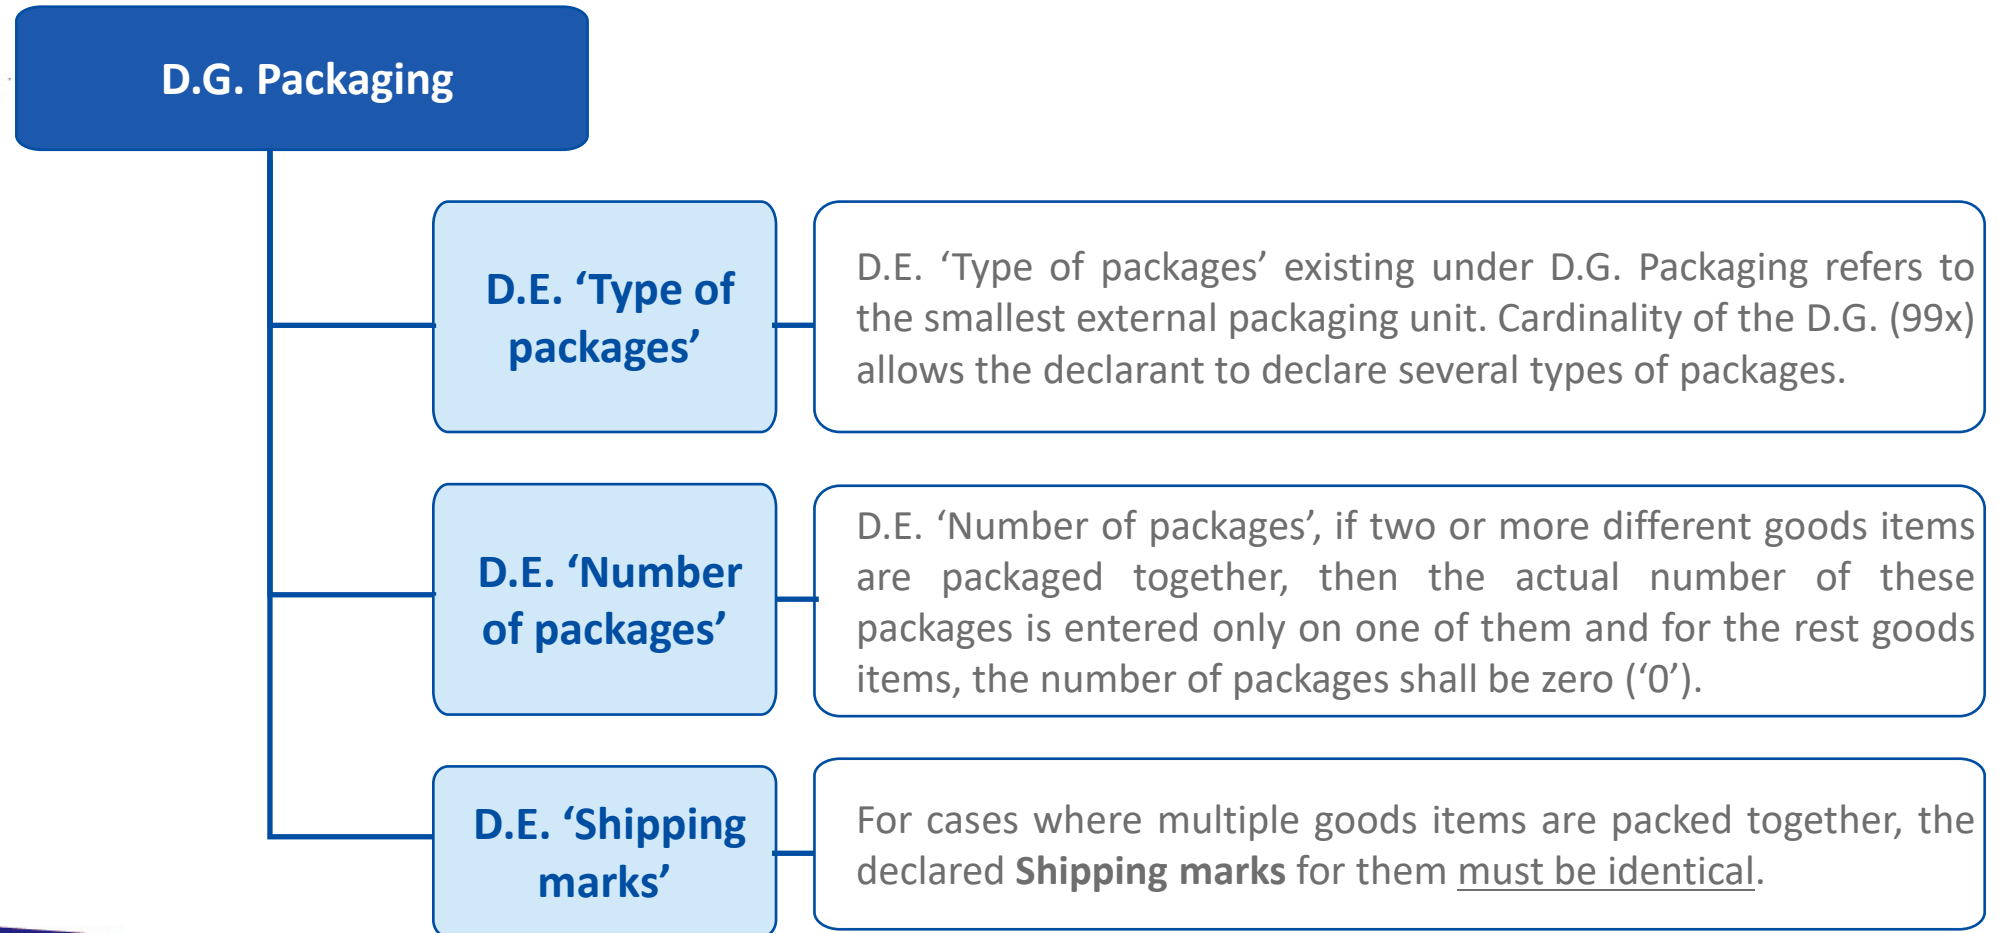 D.G. Packaging
D.E. ‘Type of
packages’
D.E. ‘Type of packages’ existing under D.G. Packaging refers to
the smallest external packaging unit. Cardinality of the D.G. (99x)
allows the declarant to declare several types of packages.
D.E. ‘Number
of packages’
D.E. ‘Number of packages’, if two or more different goods items
are packaged together, then the actual number of these
packages is entered only on one of them and for the rest goods
items, the number of packages shall be zero (‘0’).
D.E. ‘Shipping
marks’
For cases where multiple goods items are packed together, the
declared Shipping marks for them must be identical.